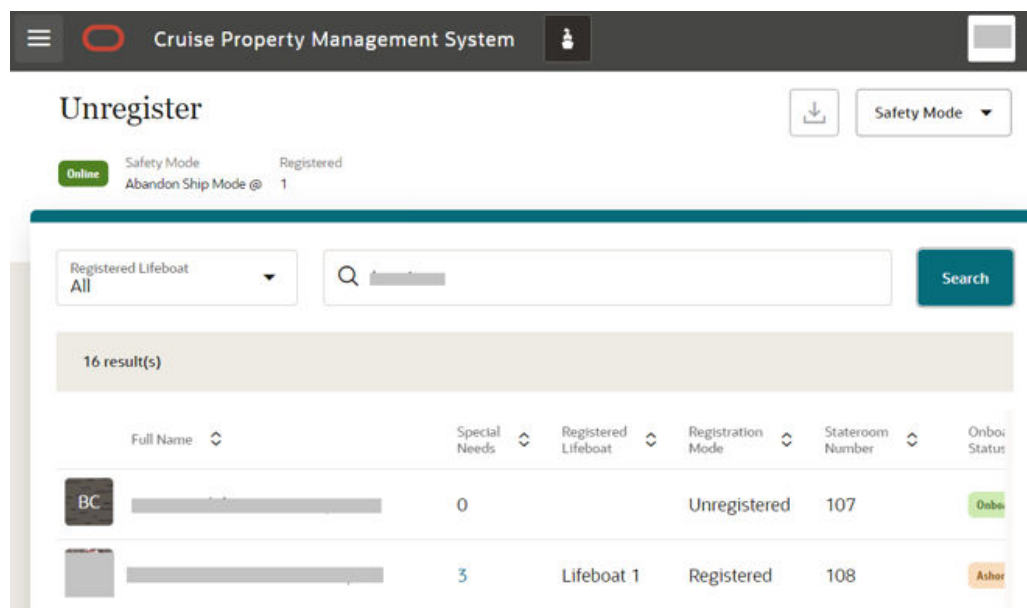 Cruise Property Management System
Unregister
Safety Mode
Online
Safety Mode
Registered
Abandon Ship Mode @
1
Registered Lifeboat
All
Search
16 result(s)
Full Name
Special Needs
Registered Lifeboat
Registration Mode
Stateroom Number
Status
BC
0
Unregistered
107
3
Lifeboat 1
Registered
108